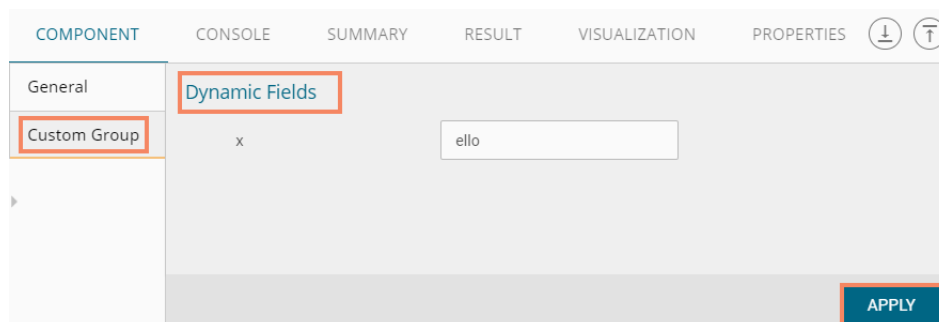 COMPONENT CONSOLE SUMMARY RESULT VISUALIZATION PROPERTIES
General
Dynamic Fields
Custom Group
x ello
APPLY